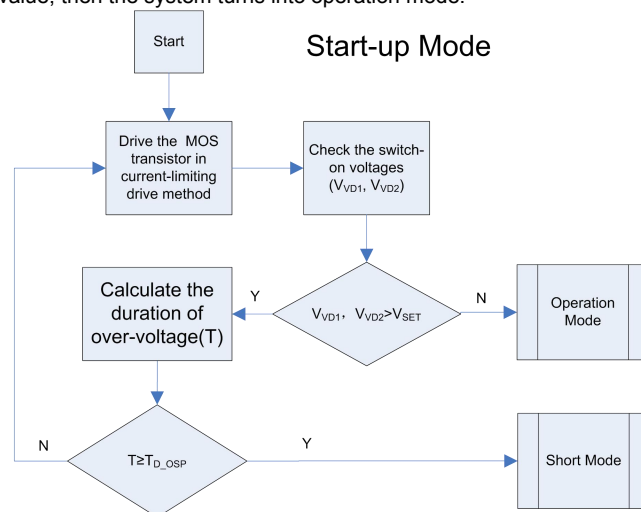 value, then the system turns into operation mode.
Start-up Mode
Start
Drive the MOS
transistor in
current-limiting
drive method
Check the switch-
on voltages
(VVD1, VVD2)
Calculate the
duration of
over-voltage(T)
Y
VVD1, VVD2>VSET
N
Operation
Mode
N
T≥TD_OSP
Y
Short Mode